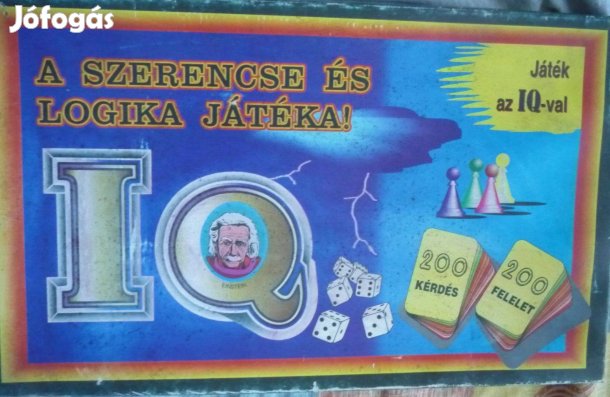 Jófogás
A SZERENCSE ÉS
LOGIKA JÁTÉKA!
Játék
az IQ-val
IQ
EINSTEIN
200
KÉRDÉS
200
FELELET